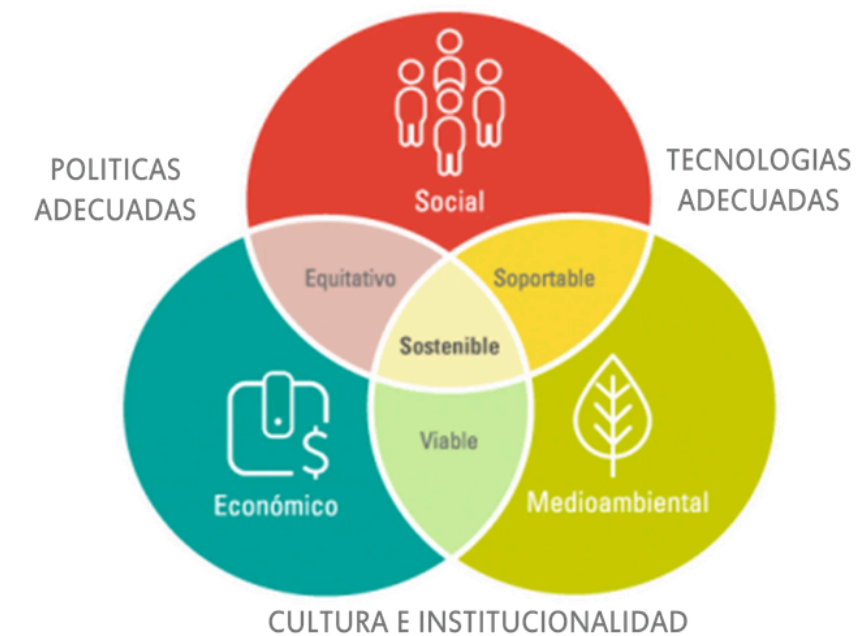 Social
POLITICAS
ADECUADAS
TECNOLOGIAS
ADECUADAS
Equitativo
Soportable
Sostenible
Viable
$
Económico
Medioambiental
CULTURA E INSTITUCIONALIDAD